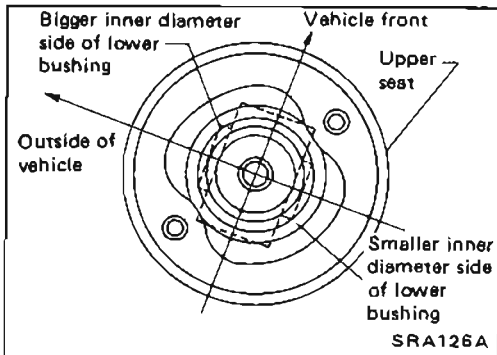 Bigger inner diameter
side of lower
bushing
Vehicle front
Upper
seat
Outside of
vehicle
Smaller inner
diameter side
of lower
bushing
SRA126A